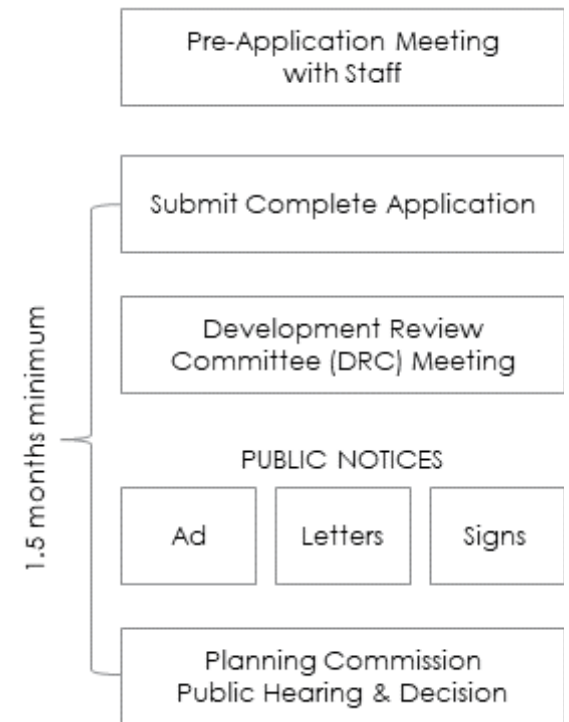 Pre-Application Meeting
with Staff
Submit Complete Application
1.5 months minimum
Development Review
Committee (DRC) Meeting
PUBLIC NOTICES
Ad
Letters
Signs
Planning Commission
Public Hearing & Decision